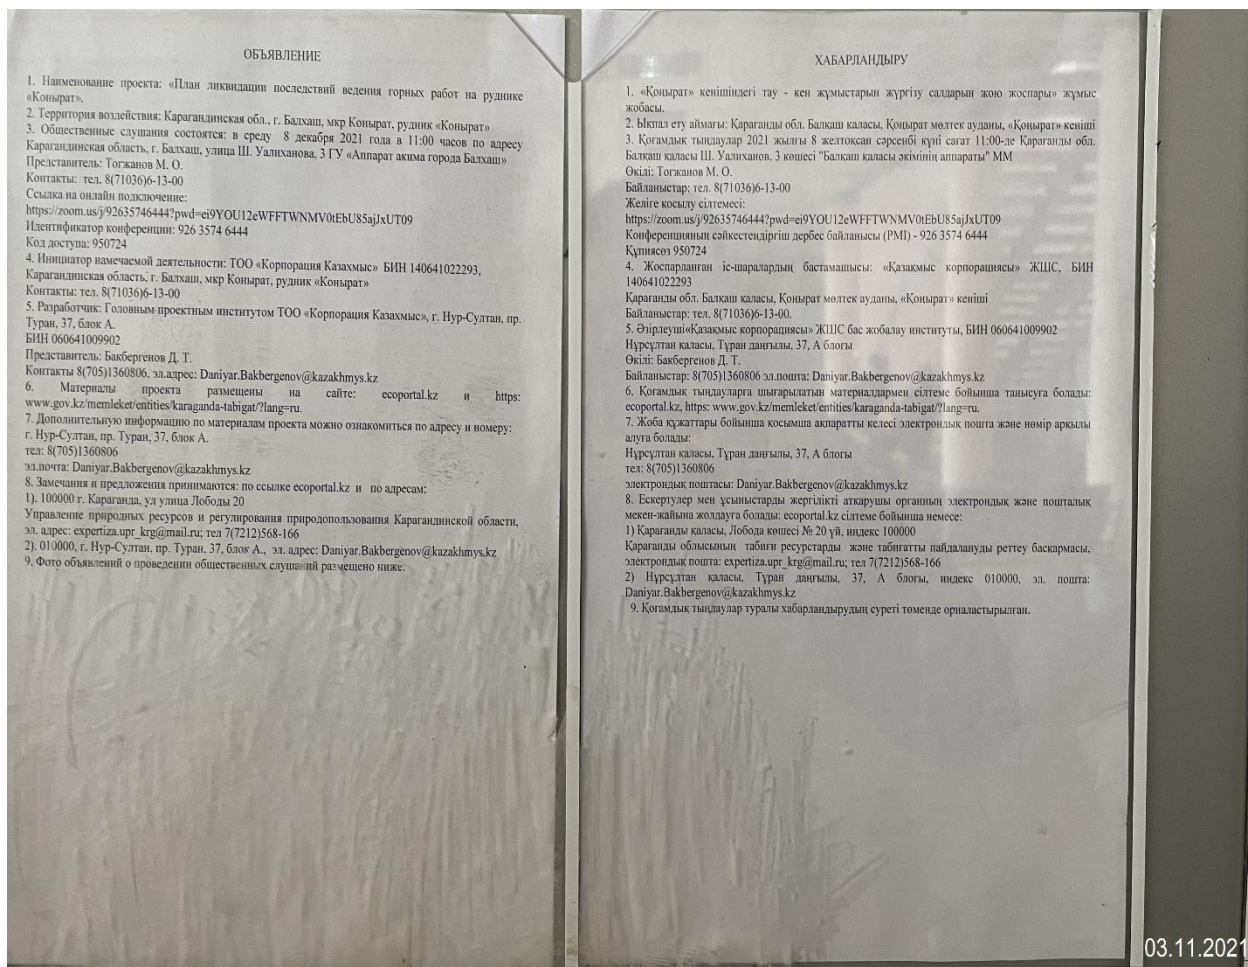 ОБЪЯВЛЕНИЕ
1. Наименование проекта: «План ликвидации последствий ведения горных работ на руднике
«Конырат».
2. Территория воздействия: Карагандинская обл., г. Балхаш, мкр Конырат, рудник «Конырат»
3. Общественные слушания состоятся: в среду 8 декабря 2021 года в 11:00 часов по адресу
Карагандинская область, г. Балхаш, улица Ш. Уалиханова, 3 ГУ «Аппарат акима города Балхаш»
Представитель: Тогжанов М. О.
Контакты: тел. 8(71036)6-13-00
Ссылка на онлайн подключение:
https://zoom.us/j/92635746444?pwd=ei9YOU12eWFFTWNMV0tEbU85ajJxUT09
Идентификатор конференции: 926 3574 6444
Код доступа: 950724
4. Инициатор намечаемой деятельности: ТОО «Корпорация Казахмыс» БИН 140641022293,
Карагандинская область, г. Балхаш, мкр Конырат, рудник «Конырат»
Контакты: тел. 8(71036)6-13-00
5. Разработчик: Головным проектным институтом ТОО «Корпорация Казахмыс», г. Нур-Султан, пр.
Туран, 37, блок А.
БИН 060641009902
Представитель: Бакбергенов Д. Т.
Контакты 8(705)1360806, эл.адрес: Daniyar.Bakbergenov@kazakhmys.kz
6. Материалы проекта размещены на сайте: ecoportal.kz и https:
www.gov.kz/memleket/entities/karaganda-tabigat/?lang=ru.
7. Дополнительную информацию по материалам проекта можно ознакомиться по адресу и номеру:
г. Нур-Султан, пр. Туран, 37, блок А.
тел: 8(705)1360806
эл.почта: Daniyar.Bakbergenov@kazakhmys.kz
8. Замечания и предложения принимаются: по ссылке ecoportal.kz и по адресам:
1). 100000 г. Караганда, ул улица Лободы 20
Управление природных ресурсов и регулирования природопользования Карагандинской области,
эл. адрес: expertiza.upr_krg@mail.ru; тел 7(7212)568-166
2). 010000, г. Нур-Султан, пр. Туран, 37, блок А., эл. адрес: Daniyar.Bakbergenov@kazakhmys.kz
9. Фото объявлений о проведении общественных слушаний размещено ниже.
ХАБАРЛАНДЫРУ
1. «Қоңырат» кенішіндегі тау - кен жұмыстарын жүргізу салдарын жою жоспары» жұмыс
жобасы.
2. Ықпал ету аймағы: Қарағанды обл. Балқаш қаласы, Қоңырат мөлтек ауданы, «Қоңырат» кеніші
3. Қоғамдық тыңдаулар 2021 жылғы 8 желтоқсан сәрсенбі күні сағат 11:00-де Қарағанды обл.
Балқаш қаласы Ш. Уалиханов, 3 көшесі "Балқаш қаласы әкімінің аппараты" ММ
Өкілі: Тогжанов М. О.
Байланыстар: тел. 8(71036)6-13-00
Желіге қосылу сілтемесі:
https://zoom.us/j/92635746444?pwd=ei9YOU12eWFFTWNMV0tEbU85ajJxUT09
Конференцияның сәйкестендіргіш дербес байланысы (PMI) - 926 3574 6444
Құпиясөз 950724
4. Жоспарланған іс-шаралардың бастамашысы: «Қазақмыс корпорациясы» ЖШС, БИН
140641022293
Қарағанды обл. Балқаш қаласы, Қоңырат мөлтек ауданы, «Қоңырат» кеніші
Байланыстар: тел. 8(71036)6-13-00.
5. Әзірлеуші«Қазақмыс корпорациясы» ЖШС бас жобалау институты, БИН 060641009902
Нұрсұлтан қаласы, Тұран даңғылы, 37, А блогы
Өкілі: Бакбергенов Д. Т.
Байланыстар: 8(705)1360806 эл.пошта: Daniyar.Bakbergenov@kazakhmys.kz
6. Қоғамдық тыңдауларға шығарылатын материалдармен сілтеме бойынша танысуға болады:
ecoportal.kz, https: www.gov.kz/memleket/entities/karaganda-tabigat/?lang=ru.
7. Жоба құжаттары бойынша қосымша ақпаратты келесі электрондық пошта және нөмір арқылы
алуға болады:
Нұрсұлтан қаласы, Тұран даңғылы, 37, А блогы
тел: 8(705)1360806
электрондық поштасы: Daniyar.Bakbergenov@kazakhmys.kz
8. Ескертулер мен ұсыныстарды жергілікті атқарушы органның электрондық және пошталық
мекен-жайына жолдауға болады: ecoportal.kz сілтеме бойынша немесе:
1) Қарағанды қаласы, Лобода көшесі № 20 үй, индекс 100000
Қарағанды облысының табиғи ресурстарды және табиғатты пайдалануды реттеу басқармасы,
электрондық пошта: expertiza.upr_krg@mail.ru; тел 7(7212)568-166
2) Нұрсұлтан қаласы, Тұран даңғылы, 37, А блогы, индекс 010000, эл. пошта:
Daniyar.Bakbergenov@kazakhmys.kz
9. Қоғамдық тыңдаулар туралы хабарландырудың суреті төменде орналастырылған.
03.11.2021